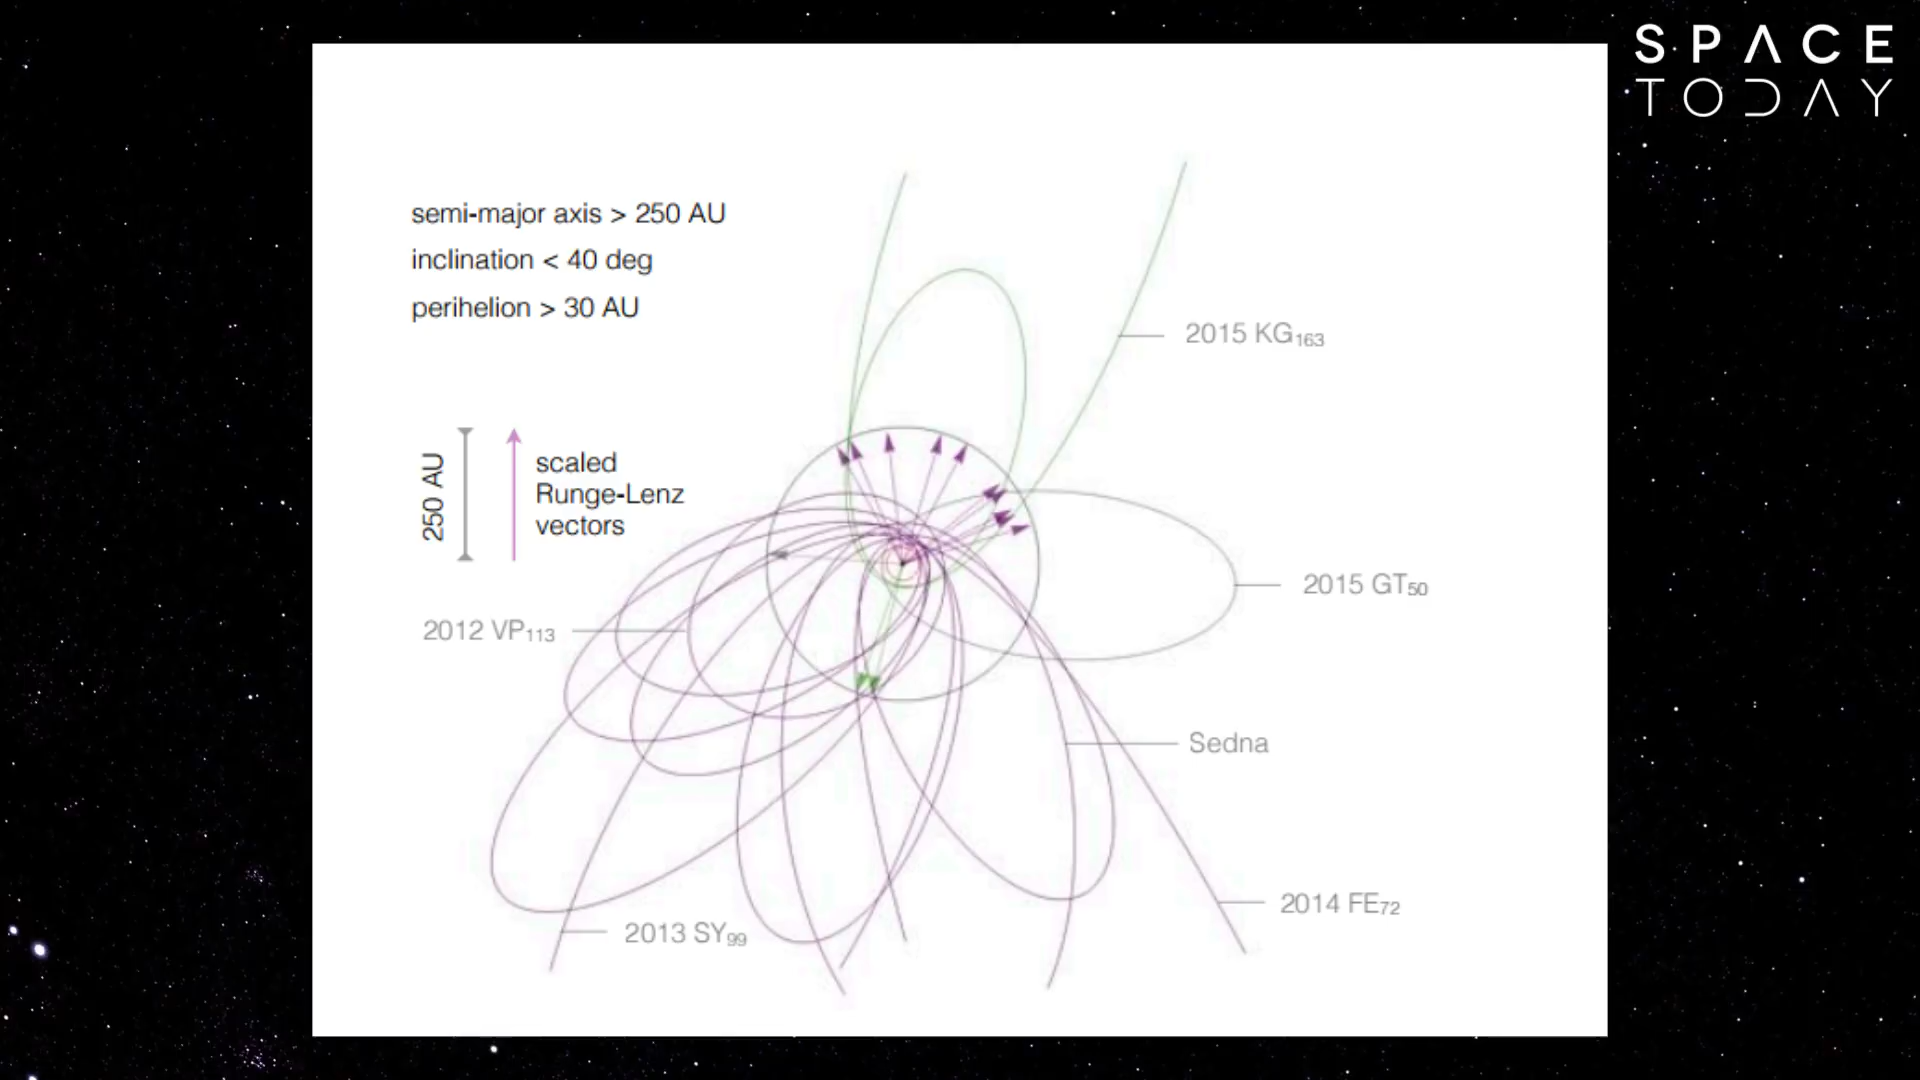 SPACE
TODAY
semi-major axis > 250 AU
inclination < 40 deg
perihelion > 30 AU
2015 KG₁₆₃
250 AU
scaled
Runge-Lenz
vectors
2015 GT₅₀
2012 VP₁₁₃
Sedna
2014 FE₇₂
2013 SY₉₉